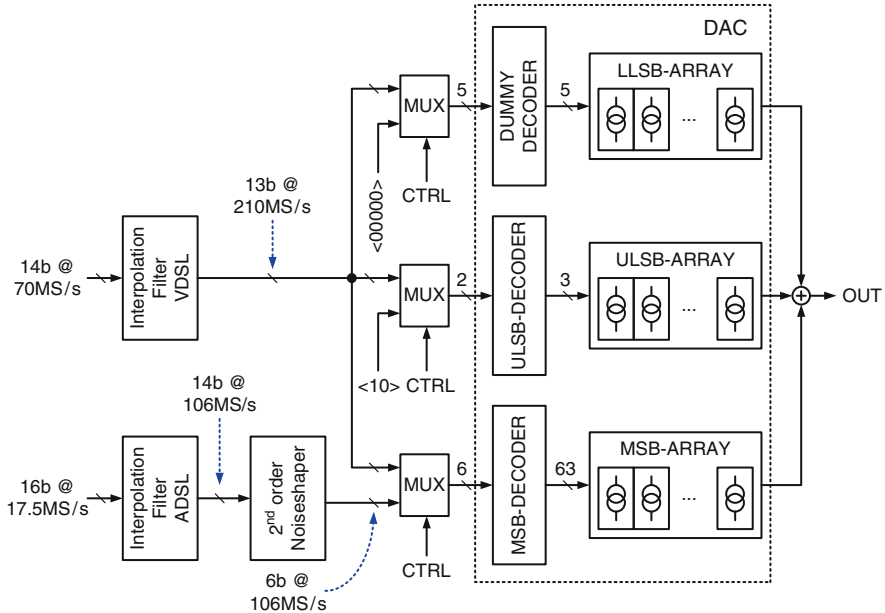 DAC
LLSB-ARRAY
...
DUMMY
DECODER
MUX
5
5
CTRL
<00000>
13b @
210MS/s
14b @
70MS/s
Interpolation
Filter
VDSL
MUX
2
ULSB-DECODER
3
ULSB-ARRAY
...
+
OUT
<10>
CTRL
14b @
106MS/s
16b @
17.5MS/s
Interpolation
Filter
ADSL
2nd order
Noiseshaper
MUX
6
MSB-DECODER
63
MSB-ARRAY
...
CTRL
6b @
106MS/s